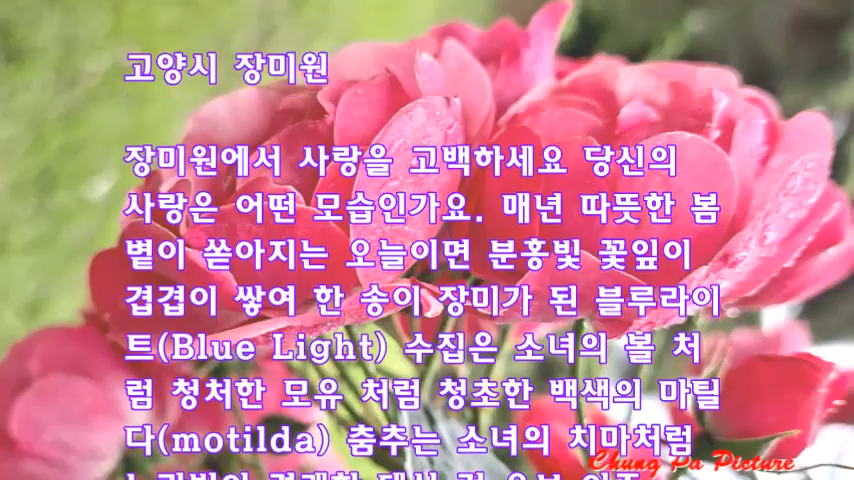 고양시 장미원
장미원에서 사랑을 고백하세요 당신의
사랑은 어떤 모습인가요. 매년 따뜻한 봄
볕이 쏟아지는 오늘이면 분홍빛 꽃잎이
겹겹이 쌓여 한 송이 장미가 된 블루라이
트(Blue Light) 수집은 소녀의 볼 처
럼 청처한 모유 처럼 청초한 백색의 마틸
다(motilda) 춤추는 소녀의 치마처럼
Chung Pa Picture